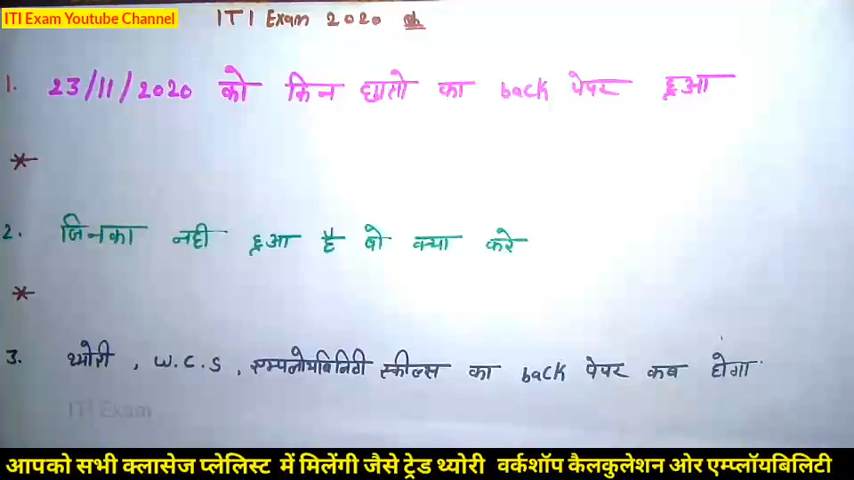 ITI Exam Youtube Channel
ITI Exam 2020
1. 23/11/2020 को किन छात्रो का back पेपर हुआ
*
2. जिनका नही हुआ है वो क्या करे
*
3. थ्योरी , W.C.S , एम्पलोयबिलिटी स्कील्स का back पेपर कब होगा
ITI Exam
आपको सभी क्लासेज प्लेलिस्ट में मिलेंगी जैसे ट्रेड थ्योरी वर्कशॉप कैलकुलेशन ओर एम्प्लॉयबिलिटी